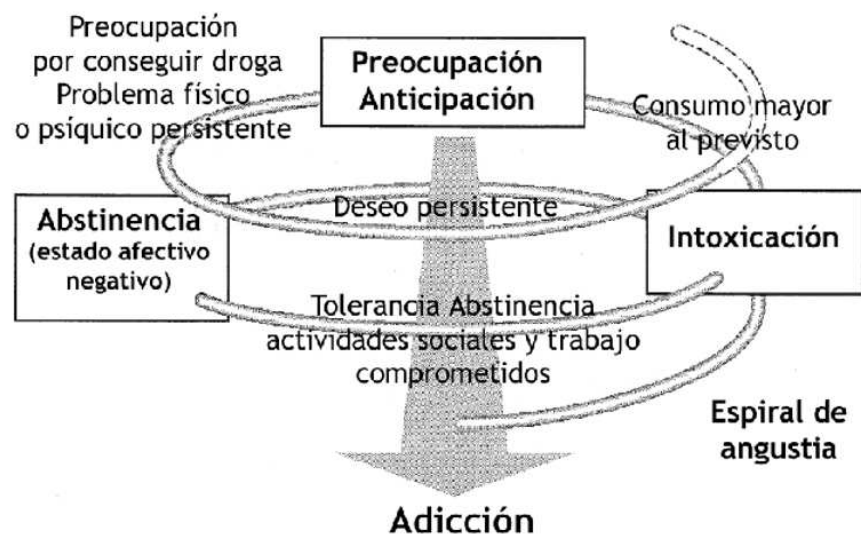 Preocupación
por conseguir droga
Problema físico
o psíquico persistente
Preocupación
Anticipación
Consumo mayor
al previsto
Abstinencia
(estado afectivo
negativo)
Deseo persistente
Intoxicación
Tolerancia Abstinencia
actividades sociales y trabajo
comprometidos
Espiral de
angustia
Adicción